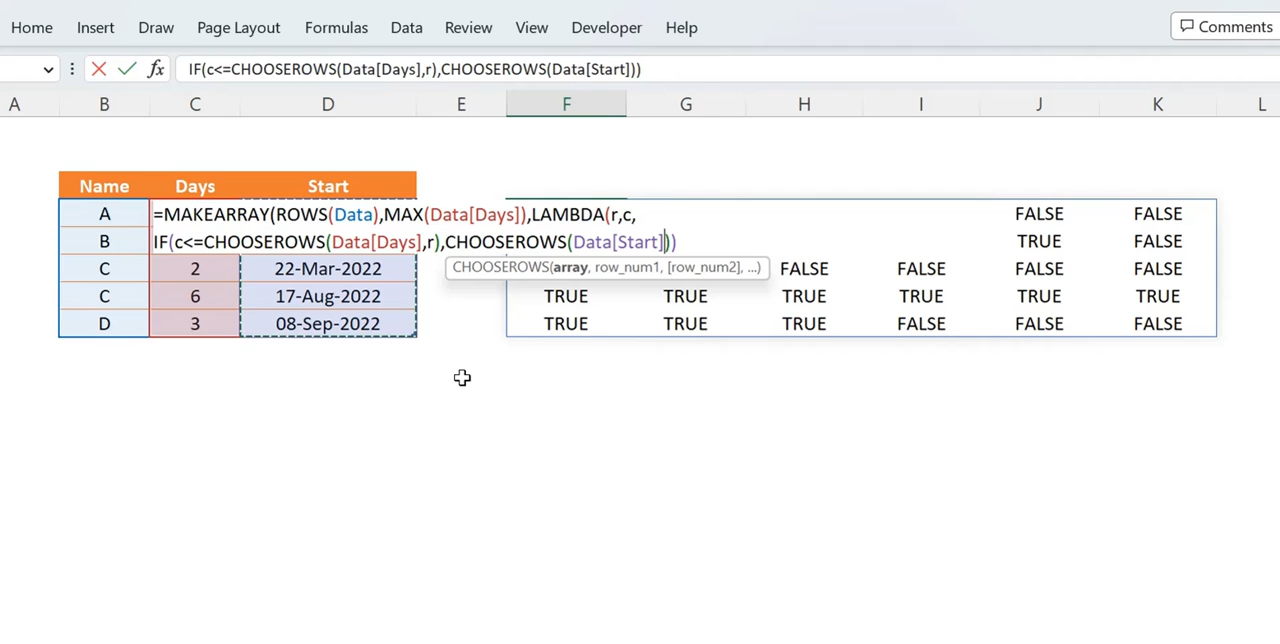 Home Insert Draw Page Layout Formulas Data Review View Developer Help Comments
fx IF(c<=CHOOSEROWS(Data[Days],r),CHOOSEROWS(Data[Start]))
A B C D E F G H I J K L
Name Days Start
A =MAKEARRAY(ROWS(Data),MAX(Data[Days]),LAMBDA(r,c, FALSE FALSE
B IF(c<=CHOOSEROWS(Data[Days],r),CHOOSEROWS(Data[Start])) TRUE FALSE
C 2 22-Mar-2022 CHOOSEROWS(array, row_num1, [row_num2], ...) FALSE FALSE FALSE FALSE
C 6 17-Aug-2022 TRUE TRUE TRUE TRUE TRUE TRUE
D 3 08-Sep-2022 TRUE TRUE TRUE FALSE FALSE FALSE